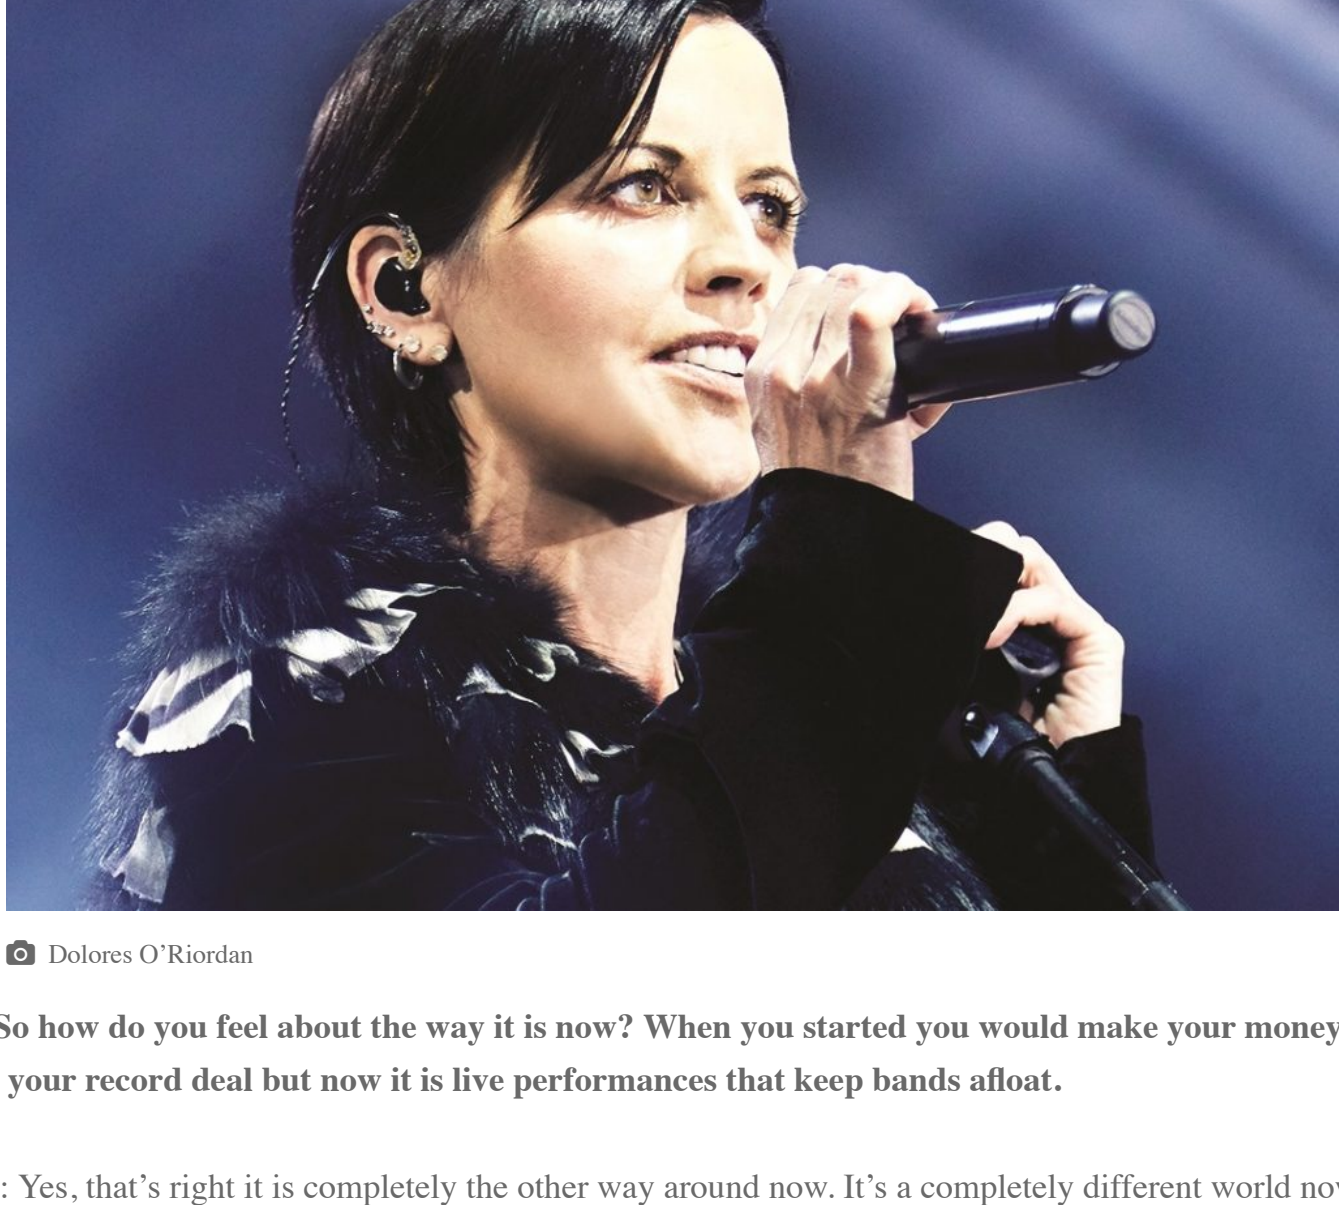 Dolores O’Riordan
So how do you feel about the way it is now? When you started you would make your money
your record deal but now it is live performances that keep bands afloat.
: Yes, that’s right it is completely the other way around now. It’s a completely different world